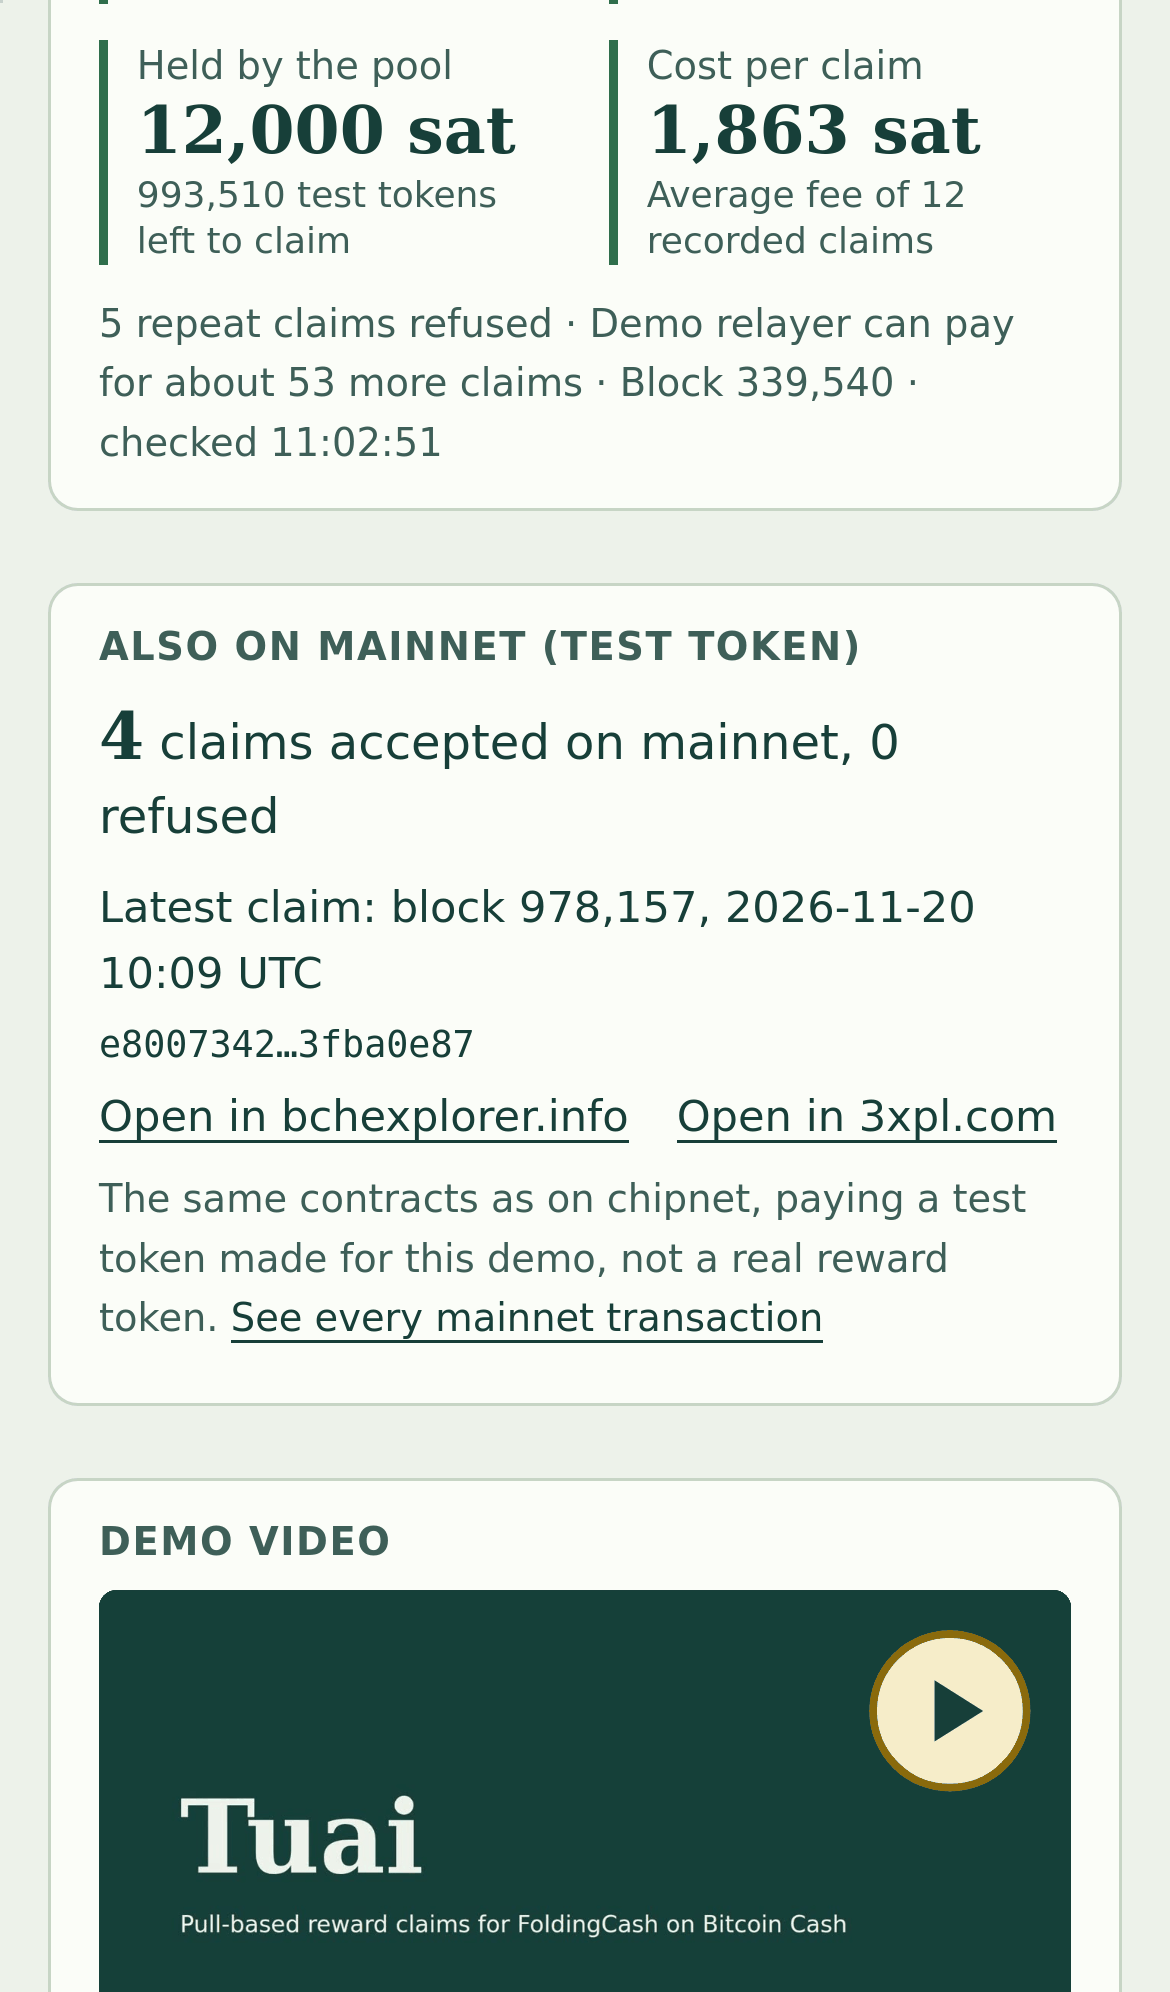 Held by the pool
12,000 sat
993,510 test tokens
left to claim
Cost per claim
1,863 sat
Average fee of 12
recorded claims
5 repeat claims refused · Demo relayer can pay
for about 53 more claims · Block 339,540 ·
checked 11:02:51
ALSO ON MAINNET (TEST TOKEN)
4 claims accepted on mainnet, 0
refused
Latest claim: block 978,157, 2026-11-20
10:09 UTC
e8007342…3fba0e87
Open in bchexplorer.info Open in 3xpl.com
The same contracts as on chipnet, paying a test
token made for this demo, not a real reward
token. See every mainnet transaction
DEMO VIDEO
Tuai
Pull-based reward claims for FoldingCash on Bitcoin Cash